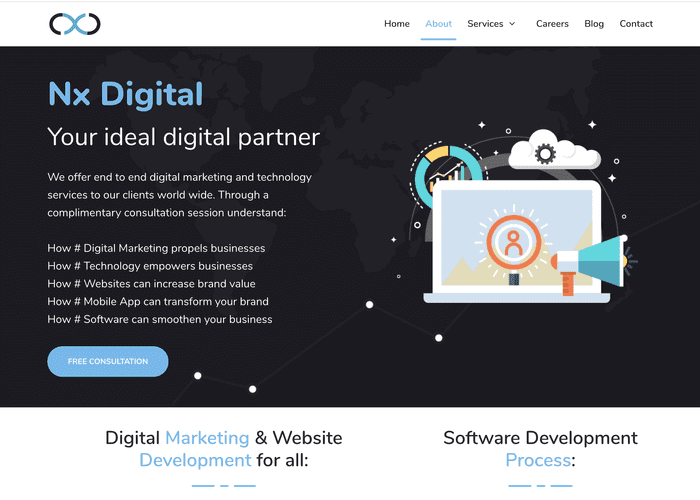 Home About Services Careers Blog Contact
Nx Digital
Your ideal digital partner
We offer end to end digital marketing and technology
services to our clients world wide. Through a
complimentary consultation session understand:
How # Digital Marketing propels businesses
How # Technology empowers businesses
How # Websites can increase brand value
How # Mobile App can transform your brand
How # Software can smoothen your business
FREE CONSULTATION
Digital Marketing & Website
Development for all:
Software Development
Process: